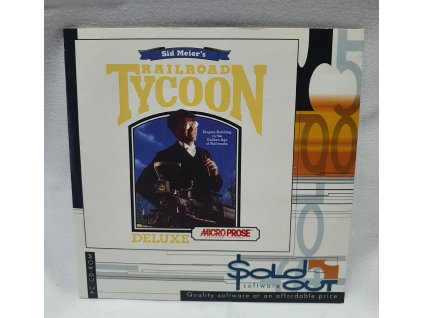 Sid Meier's
RAILROAD
TYCOON
Empire Building
in the
Golden Age
of Railroads.
DELUXE
MICROPROSE
PC CD-ROM
$old
OUT
software
Quality software at an affordable price.